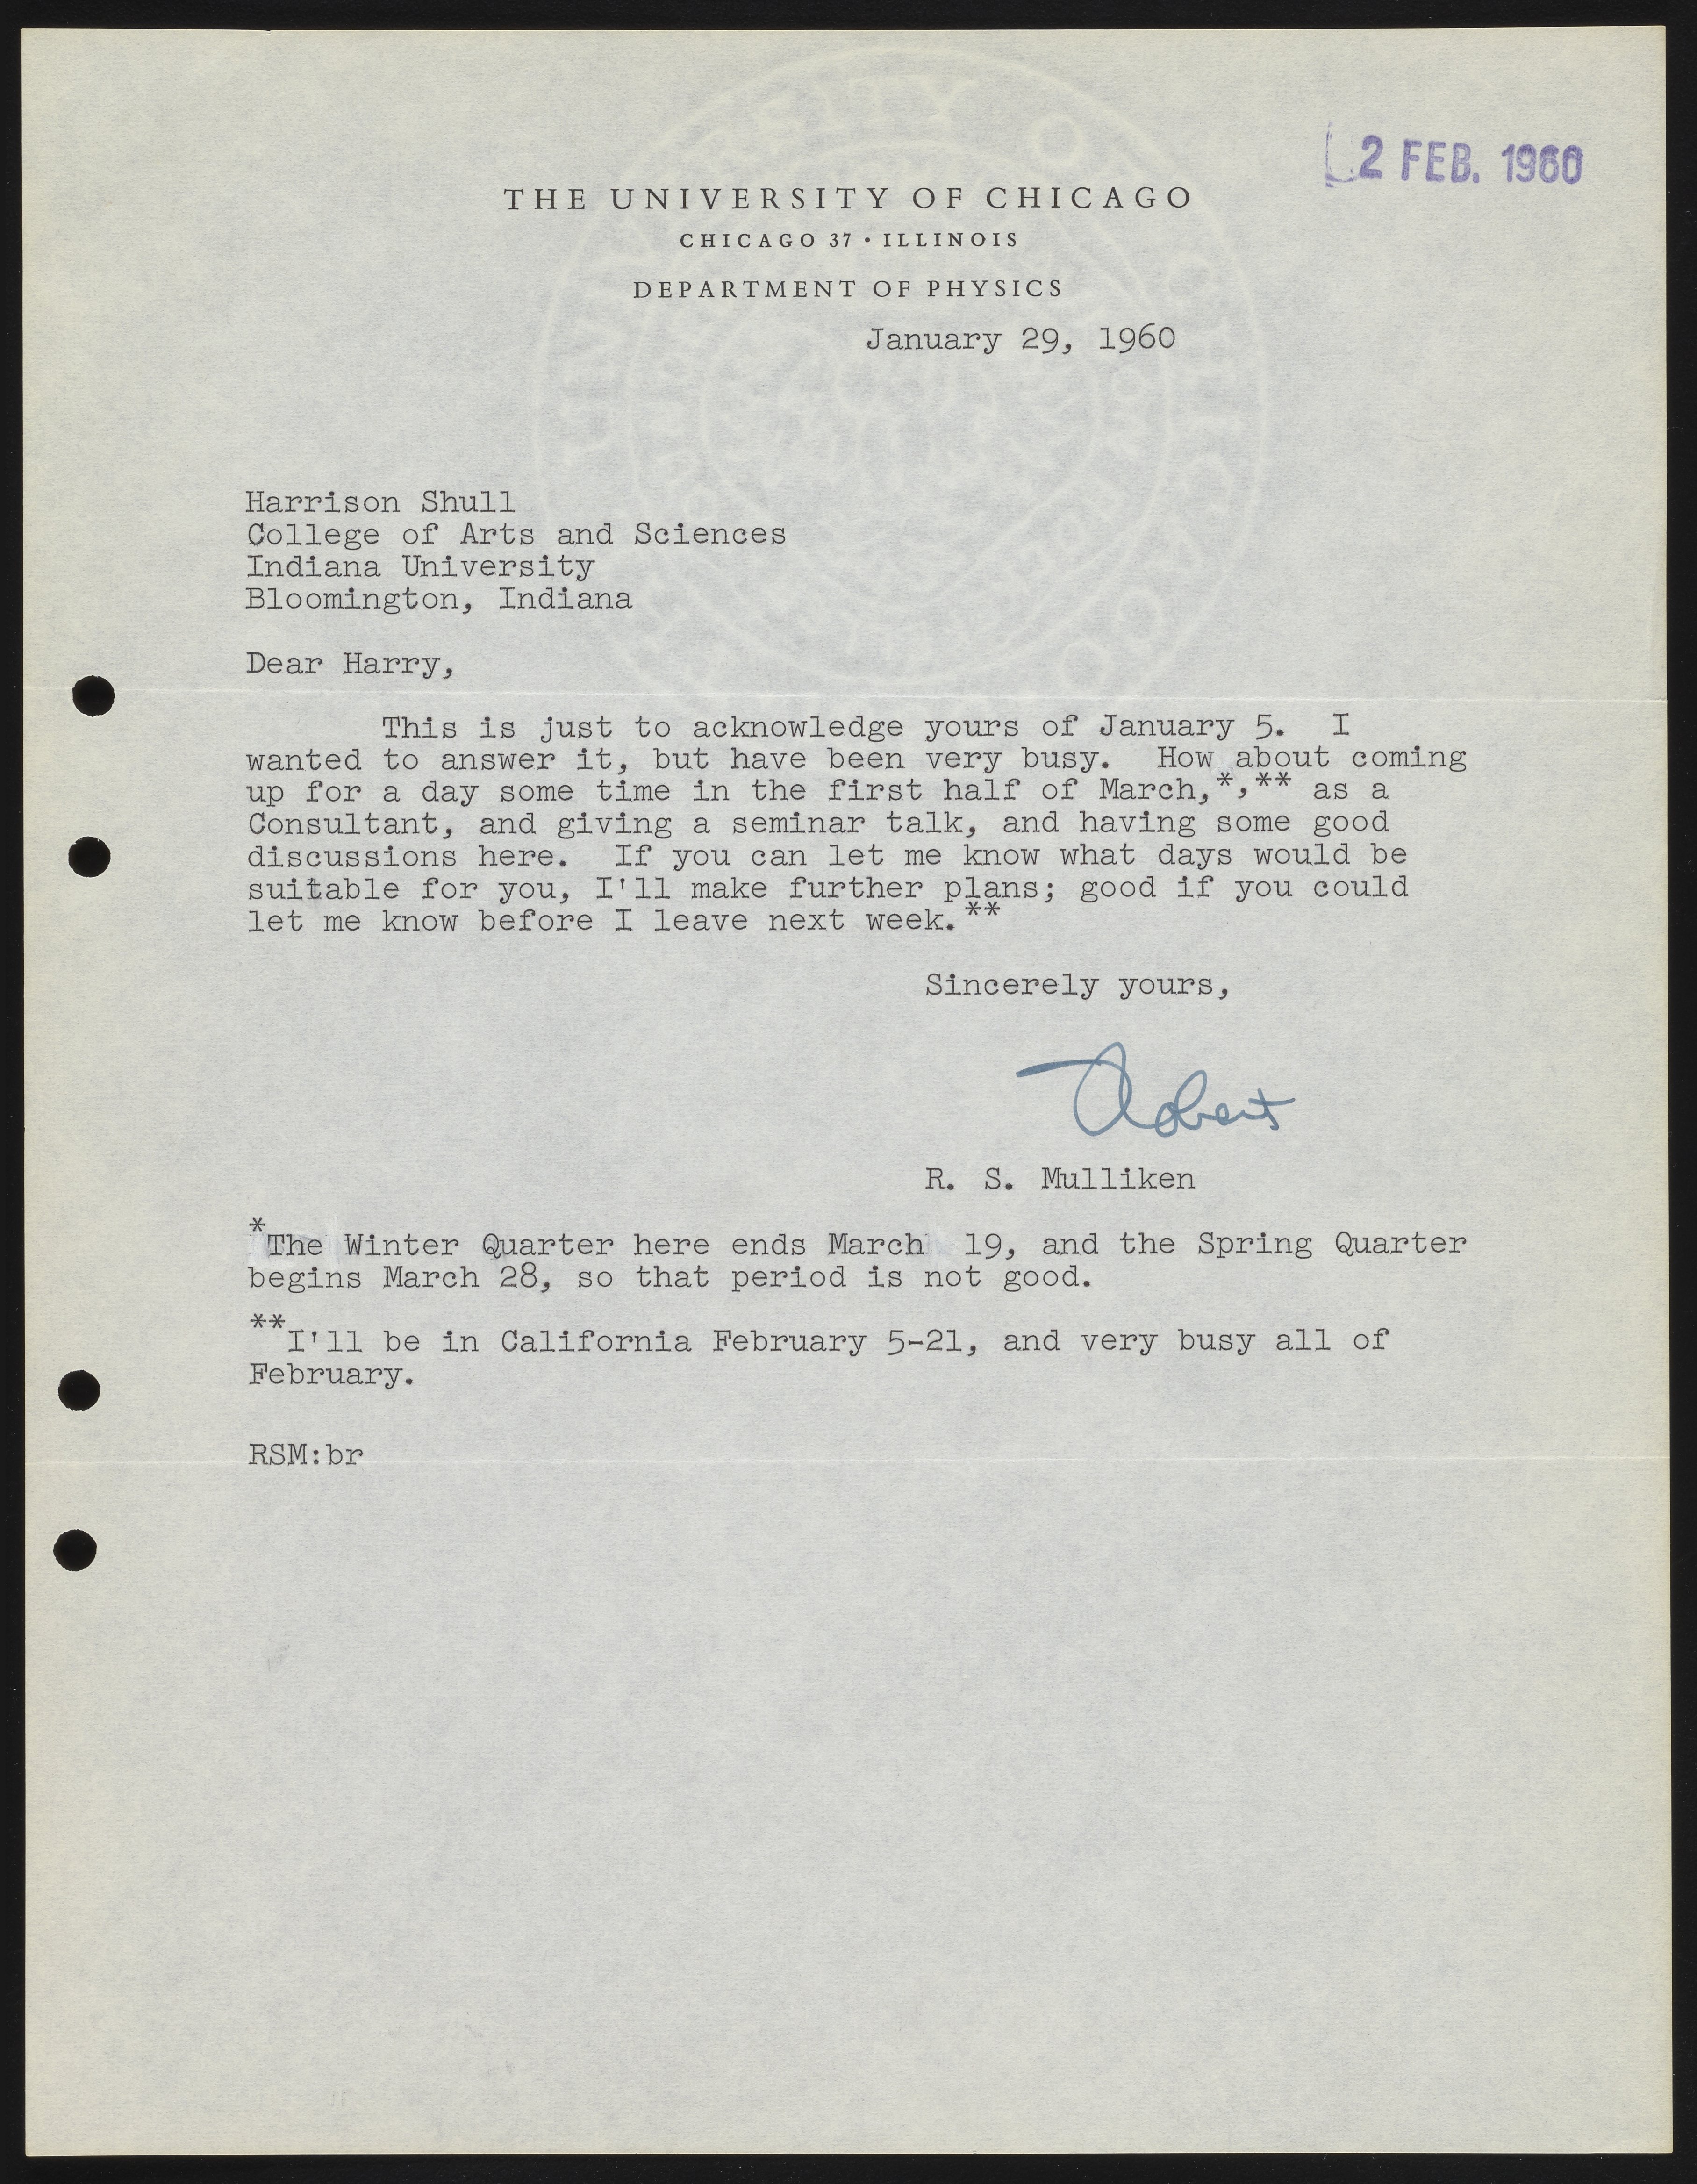 2 FEB. 1960
THE UNIVERSITY OF CHICAGO
CHICAGO 37 • ILLINOIS
DEPARTMENT OF PHYSICS
January 29, 1960
Harrison Shull
College of Arts and Sciences
Indiana University
Bloomington, Indiana
Dear Harry,
This is just to acknowledge yours of January 5. I
wanted to answer it, but have been very busy. How about coming
up for a day some time in the first half of March,*,** as a
Consultant, and giving a seminar talk, and having some good
discussions here. If you can let me know what days would be
suitable for you, I'll make further plans; good if you could
let me know before I leave next week.**
Sincerely yours,
Robert
R. S. Mulliken
*The Winter Quarter here ends March 19, and the Spring Quarter
begins March 28, so that period is not good.
**I'll be in California February 5-21, and very busy all of
February.
RSM:br